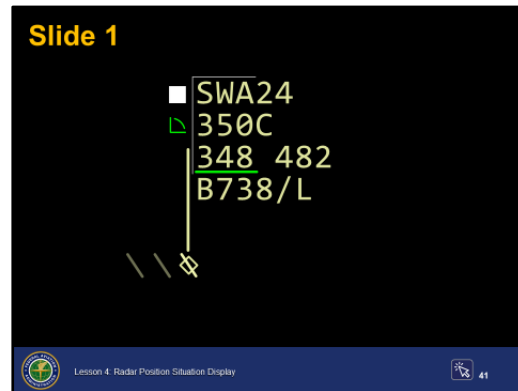 Slide 1
SWA24
350C
348 482
B738/L
Lesson 4: Radar Position Situation Display
41